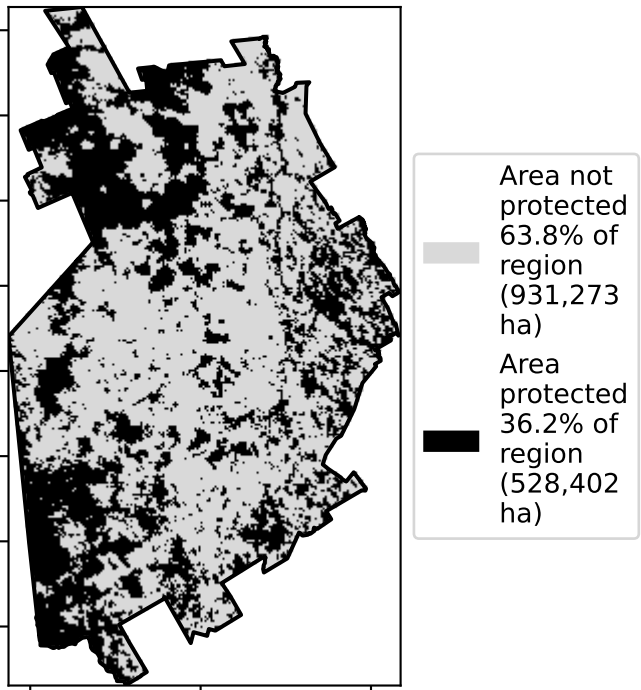 Area not
protected
63.8% of
region
(931,273
ha)
Area
protected
36.2% of
region
(528,402
ha)